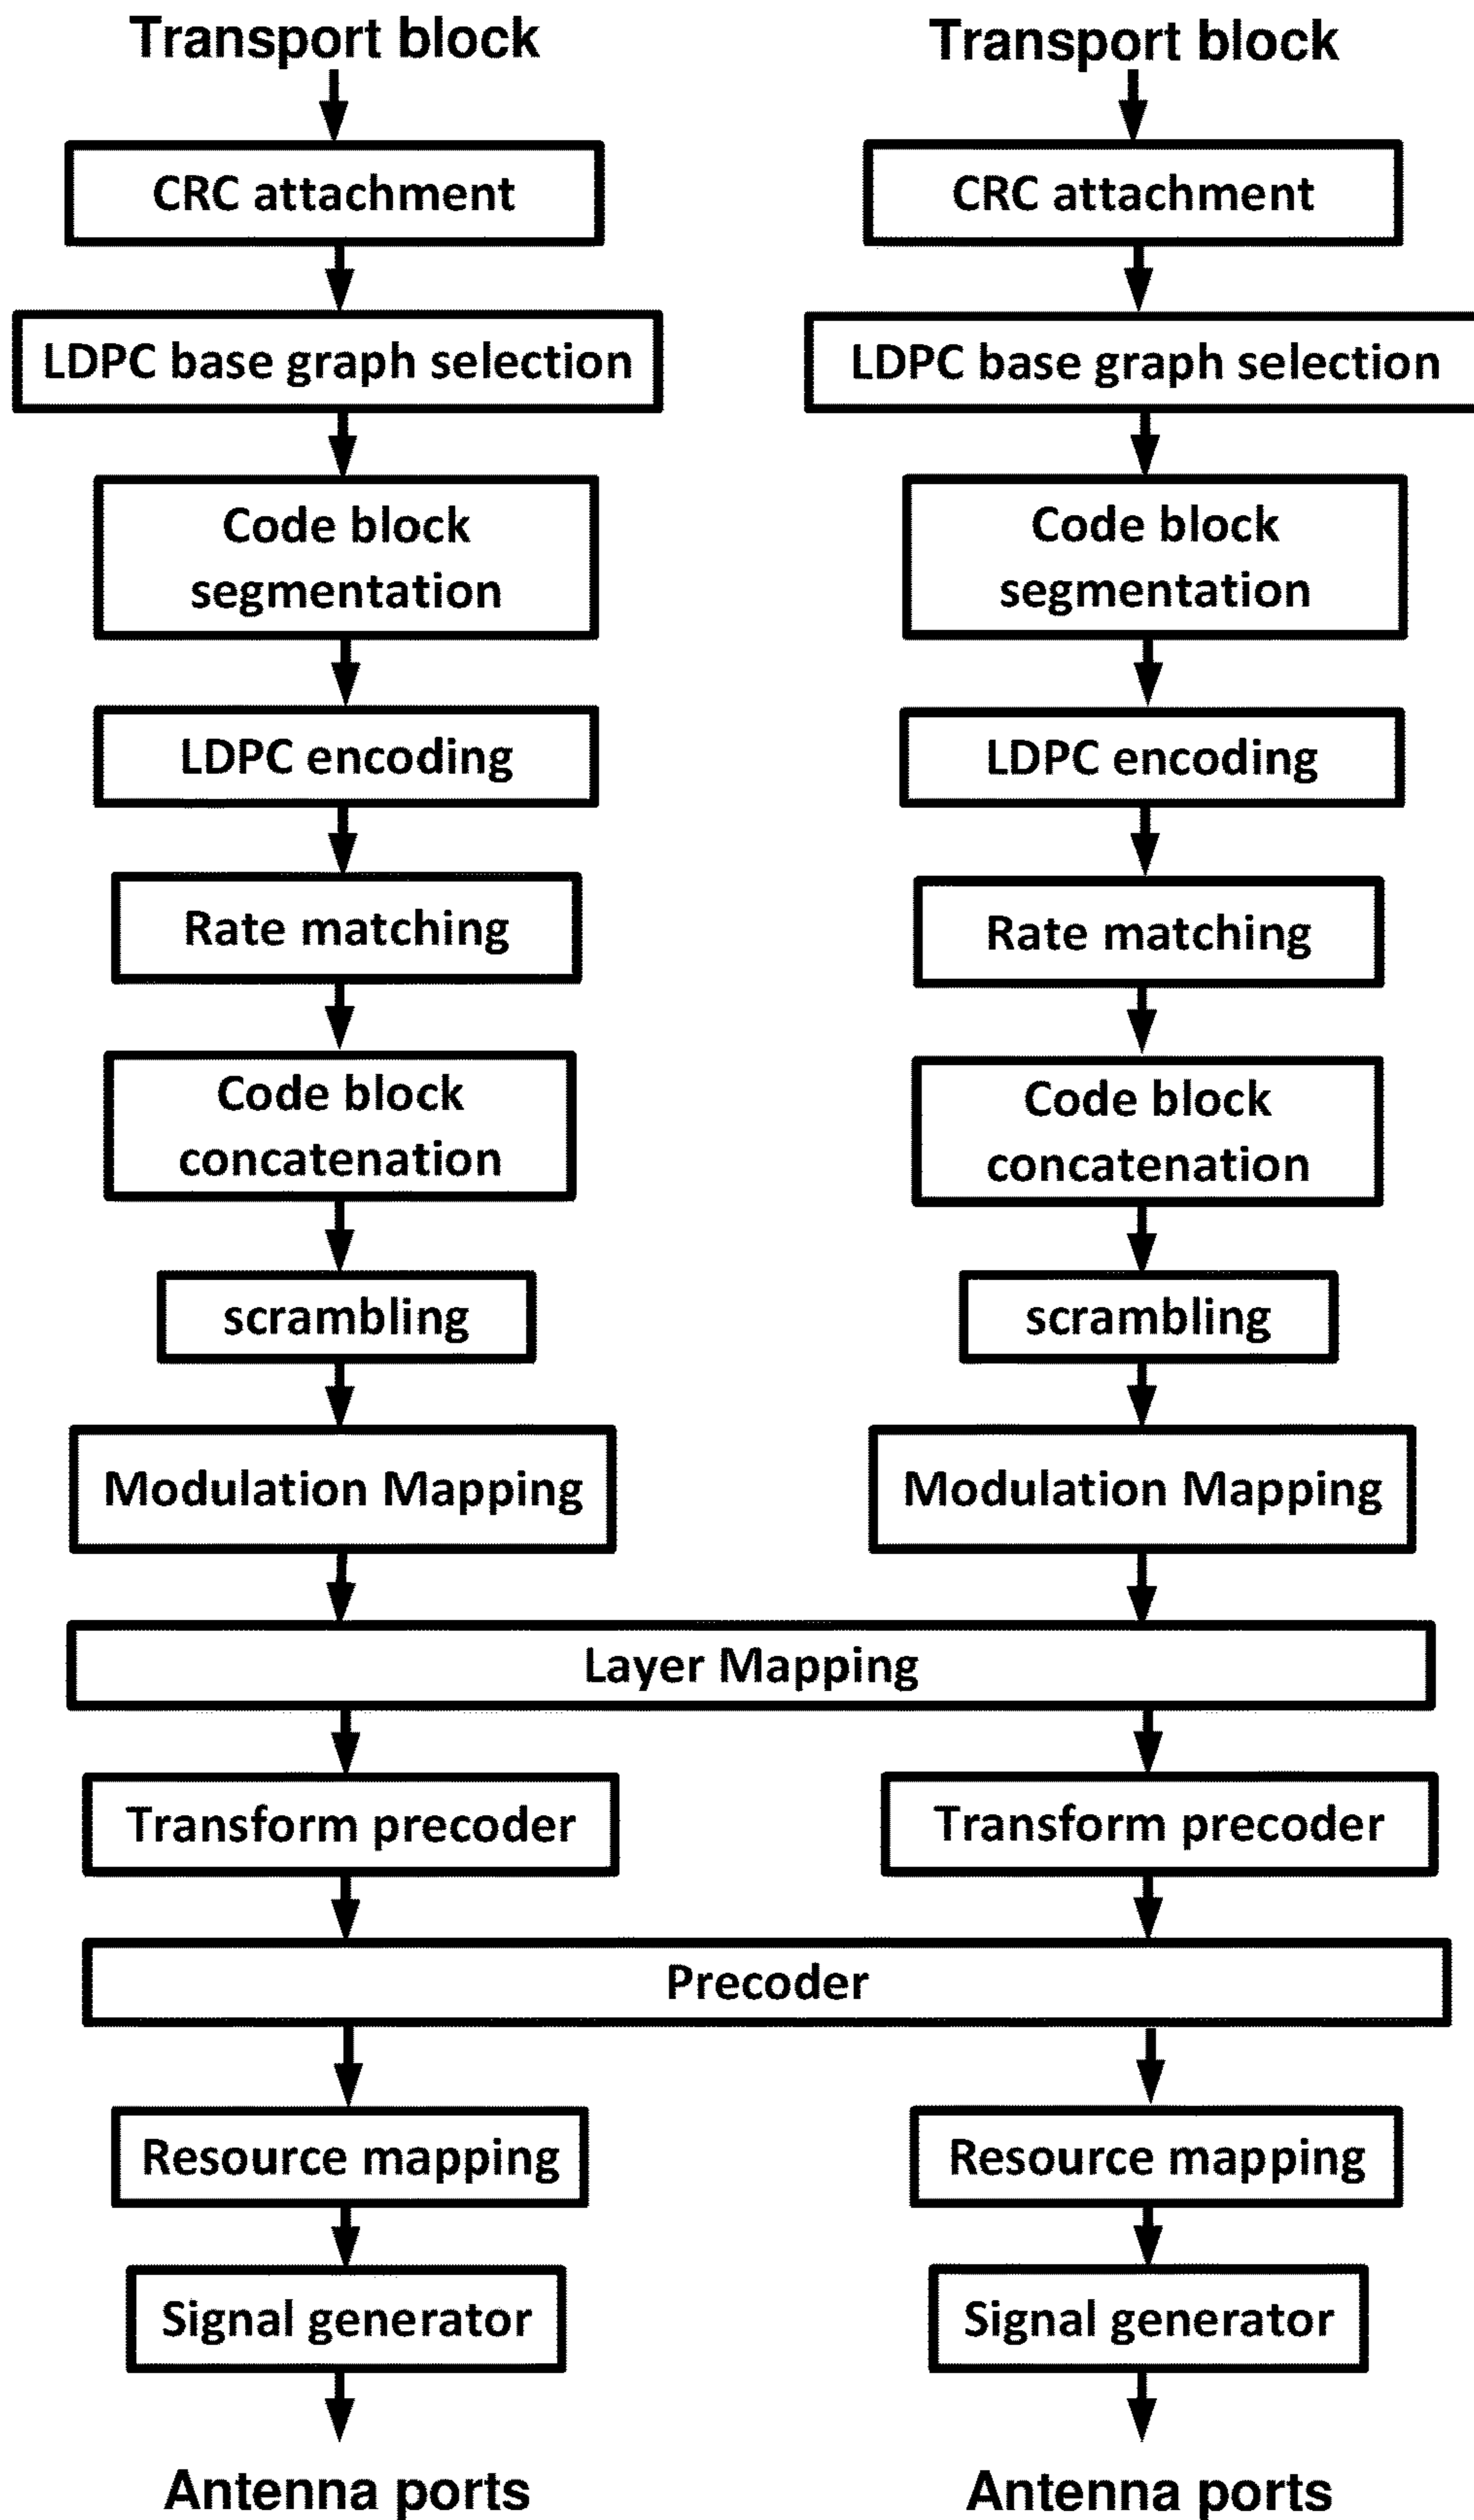 Transport block
Transport block
CRC attachment
CRC attachment
LDPC base graph selection
LDPC base graph selection
Code block
segmentation
Code block
segmentation
LDPC encoding
LDPC encoding
Rate matching
Rate matching
Code block
concatenation
Code block
concatenation
scrambling
scrambling
Modulation Mapping
Modulation Mapping
Layer Mapping
Transform precoder
Transform precoder
Precoder
Resource mapping
Resource mapping
Signal generator
Signal generator
Antenna ports
Antenna ports